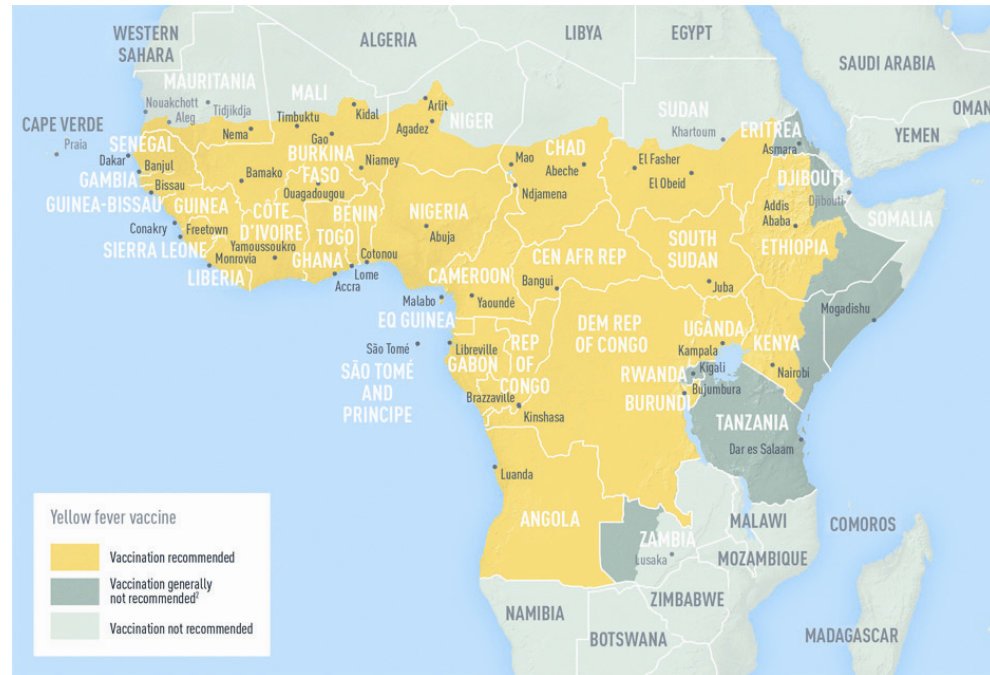 WESTERN
SAHARA
ALGERIA
LIBYA
EGYPT
SAUDI ARABIA
OMAN
YEMEN
MAURITANIA
MALI
NIGER
SUDAN
CHAD
ERITREA
CAPE VERDE
Praia
Nouakchott
Aleg
Tidjikdja
Nema
Timbuktu
Kidal
Gao
Arlit
Agadez
Khartoum
Asmara
SENEGAL
Dakar
Banjul
GAMBIA
Bissau
GUINEA-BISSAU
GUINEA
Bamako
BURKINA
FASO
Ouagadougou
Niamey
Mao
Abeche
Ndjamena
El Fasher
El Obeid
DJIBOUTI
Djibouti
Addis
Ababa
SOMALIA
ETHIOPIA
Conakry
Freetown
SIERRA LEONE
Monrovia
LIBERIA
CÔTE
D'IVOIRE
Yamoussoukro
GHANA
Accra
TOGO
Lome
BENIN
Cotonou
NIGERIA
Abuja
CAMEROON
Yaoundé
CEN AFR REP
Bangui
SOUTH
SUDAN
Juba
Mogadishu
Malabo
EQ GUINEA
São Tomé
SÃO TOMÉ
AND
PRINCIPE
Libreville
GABON
REP
OF
CONGO
Brazzaville
Kinshasa
DEM REP
OF CONGO
UGANDA
Kampala
KENYA
Nairobi
RWANDA
Kigali
BURUNDI
Bujumbura
TANZANIA
Dar es Salaam
Luanda
ANGOLA
ZAMBIA
Lusaka
MALAWI
MOZAMBIQUE
COMOROS
ZIMBABWE
NAMIBIA
BOTSWANA
MADAGASCAR
Yellow fever vaccine
Vaccination recommended
Vaccination generally
not recommended²
Vaccination not recommended